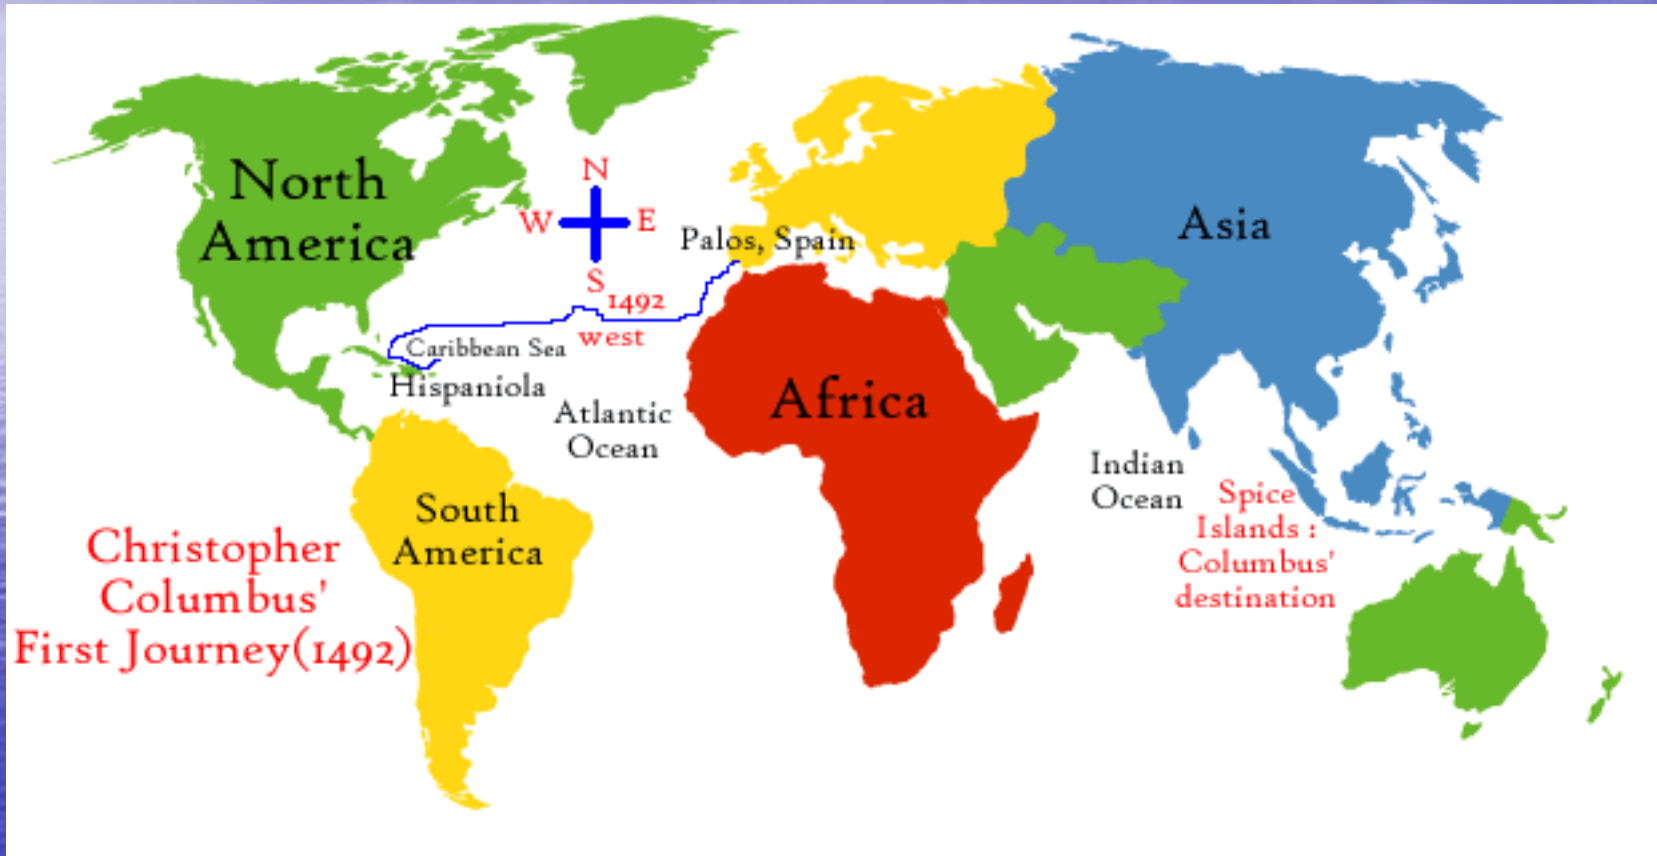 North
America
N
W
E
S
1492
west
Palos, Spain
Asia
Caribbean Sea
Hispaniola
Atlantic
Ocean
Africa
Indian
Ocean
Spice
Islands :
Columbus'
destination
South
America
Christopher
Columbus'
First Journey(1492)